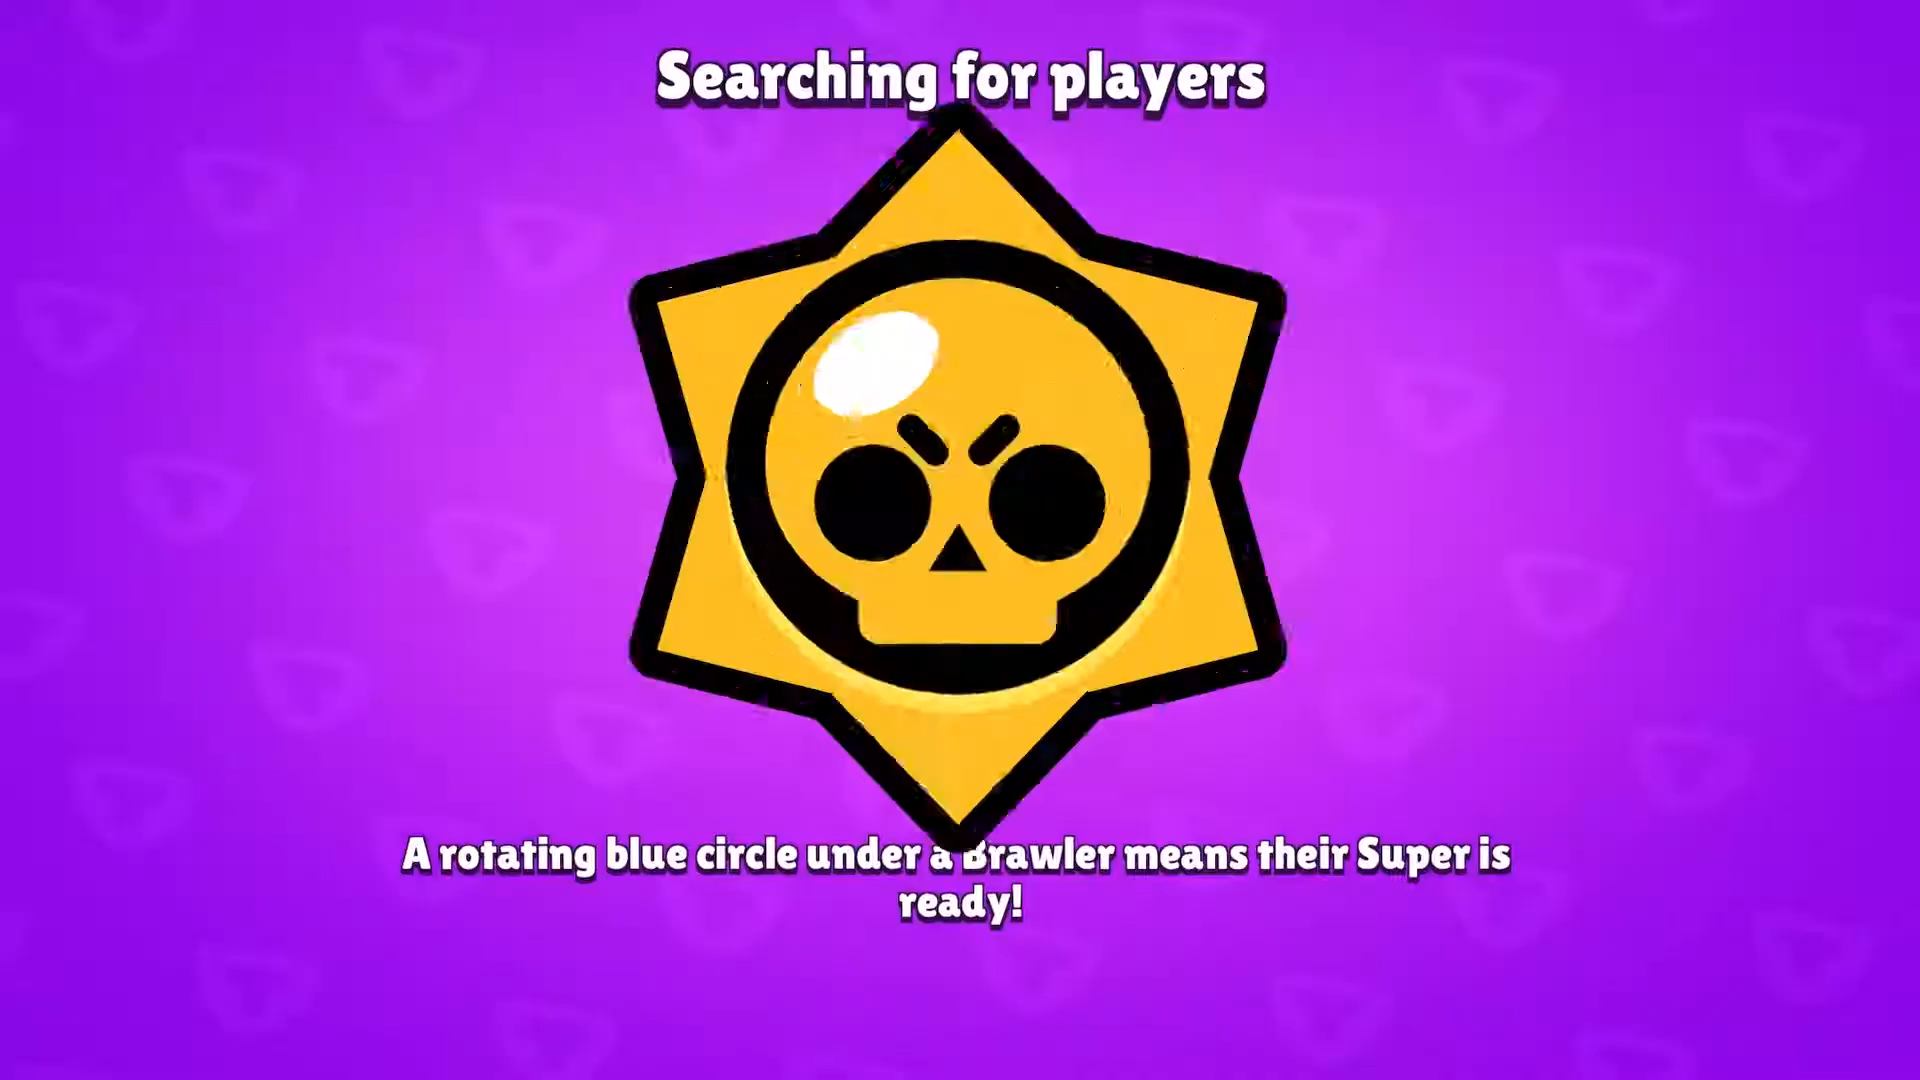 Searching for players
A rotating blue circle under a Brawler means their Super is
ready!